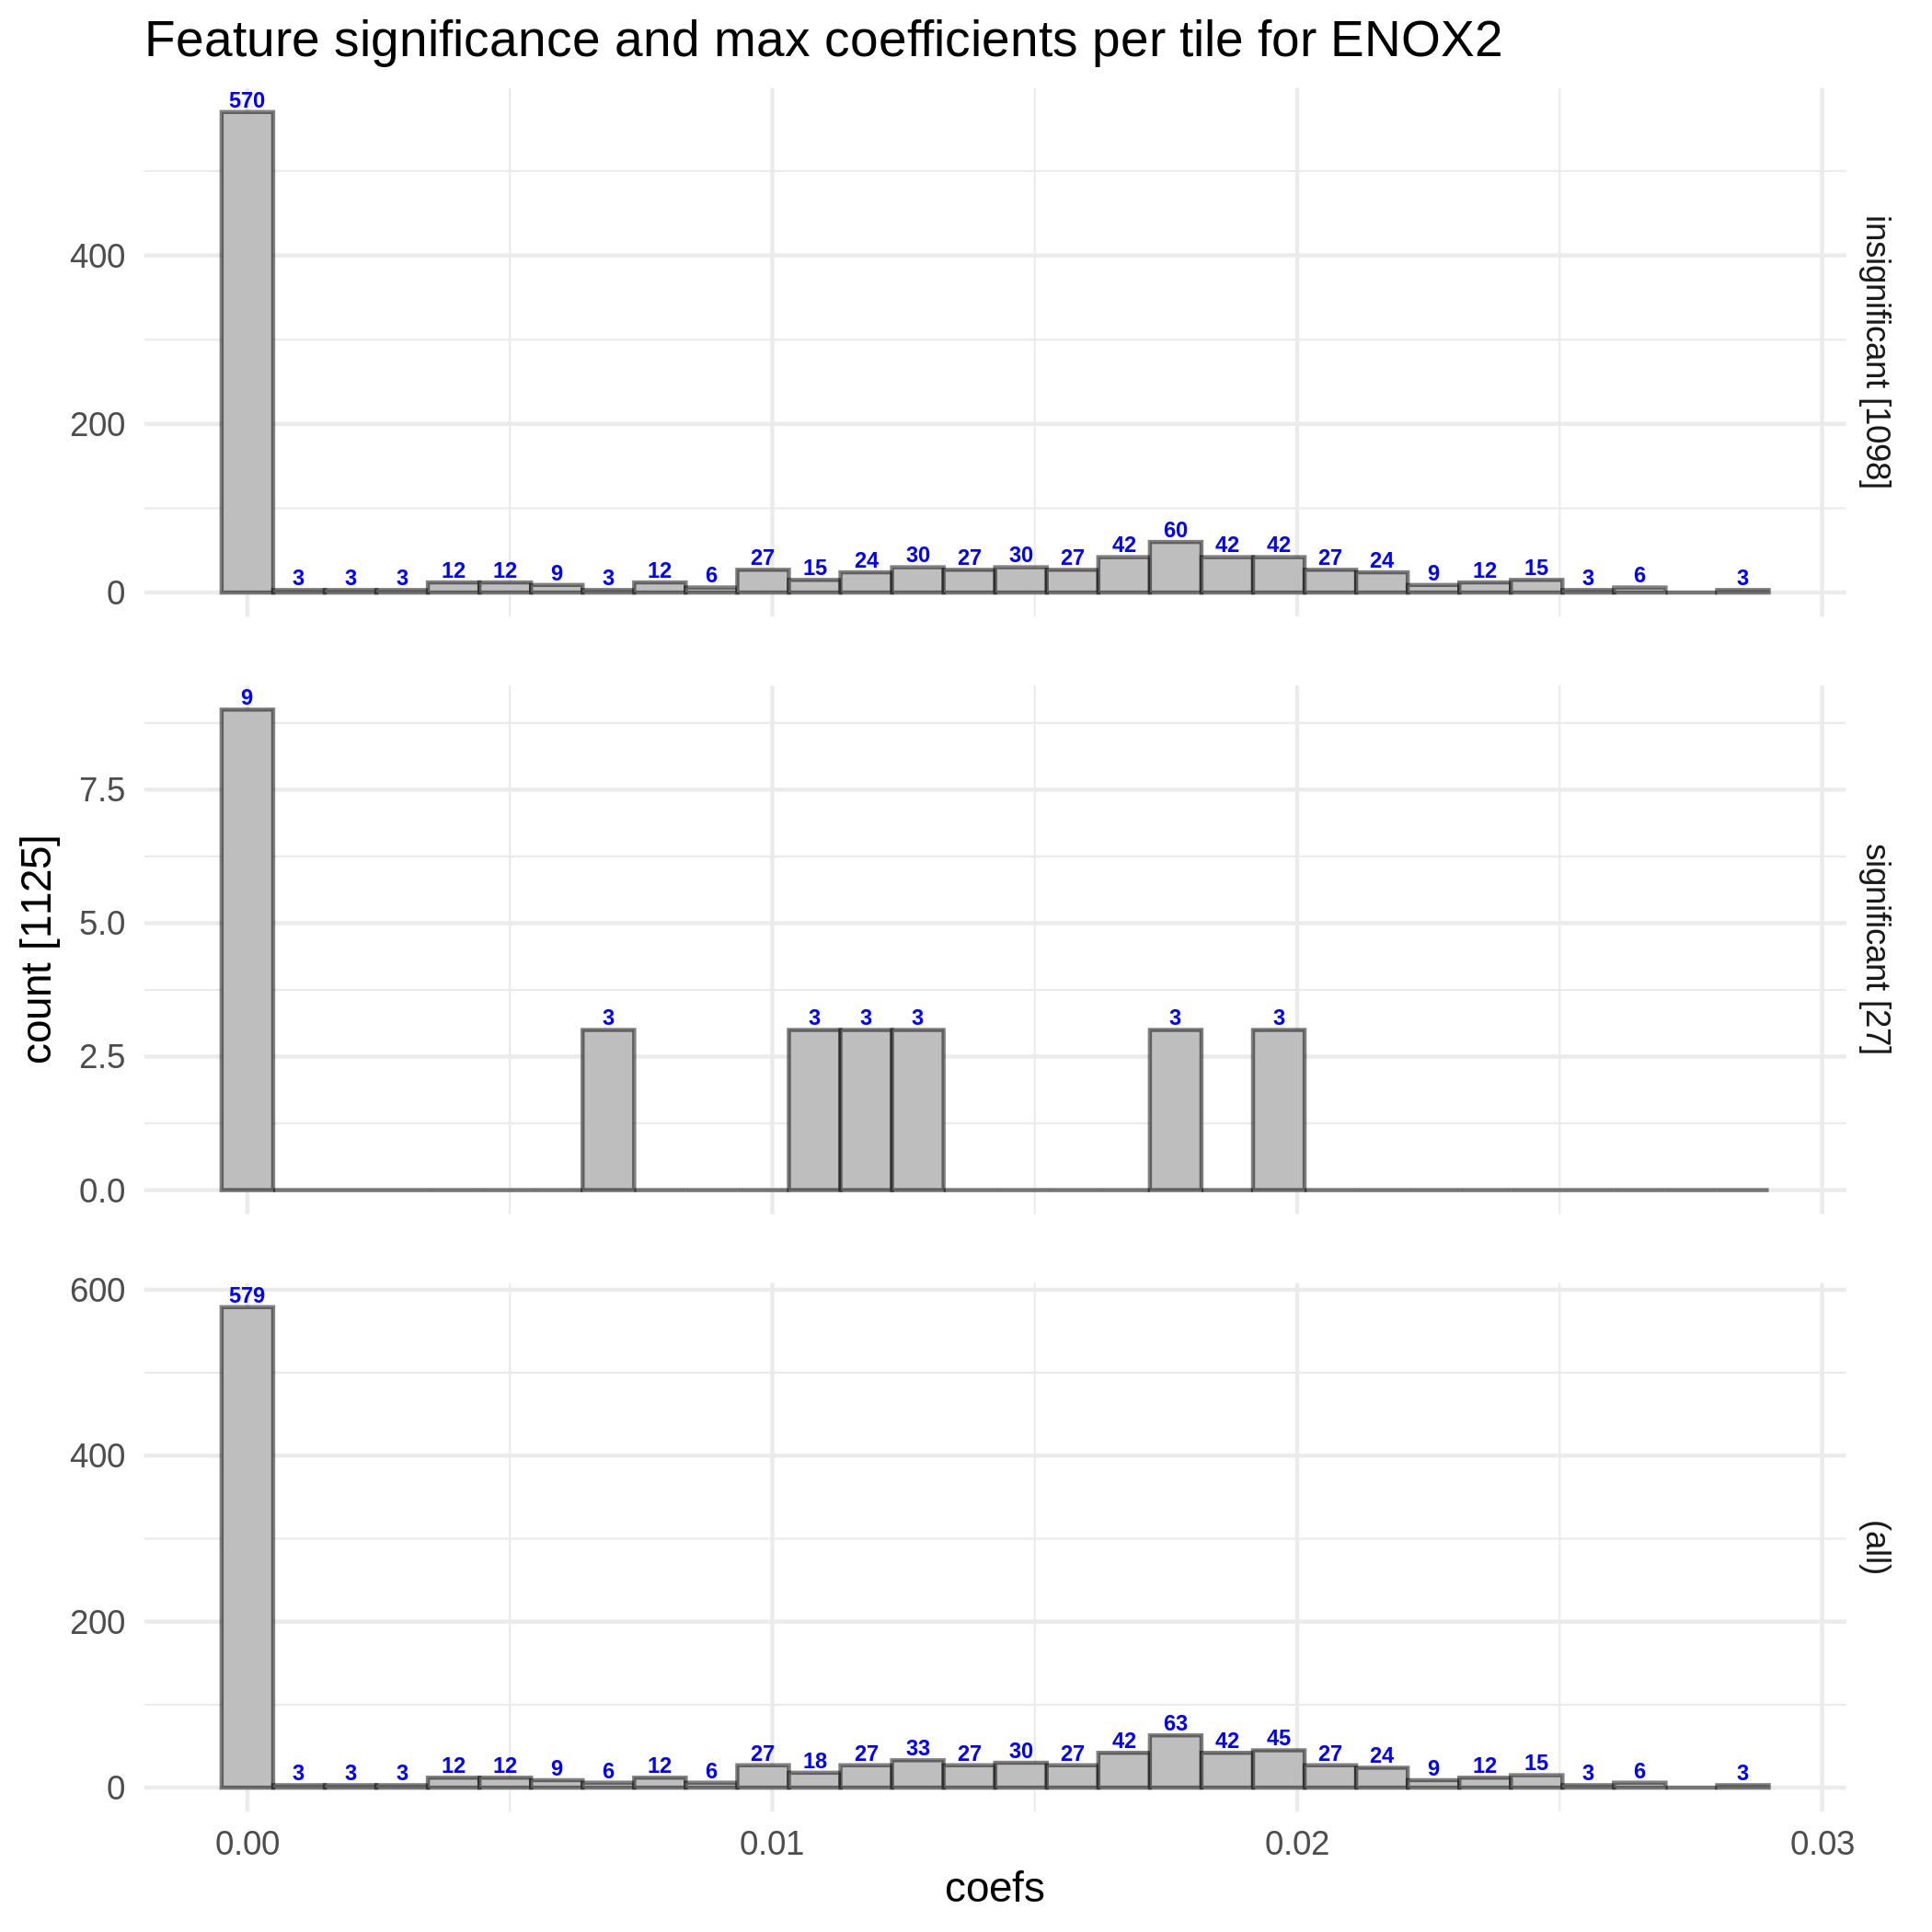 Feature significance and max coefficients per tile for ENOX2
570
3 3 3 12 12 9 3 12 6 27 15 24 30 27 30 27 42 60 42 42 27 24 9 12 15 3 6 3
400
200
0
insignificant [1098]
9
3 3 3 3 3 3
7.5
5.0
2.5
0.0
significant [27]
count [1125]
579
3 3 3 12 12 9 6 12 6 27 18 27 33 27 30 27 42 63 42 45 27 24 9 12 15 3 6 3
600
400
200
0
(all)
0.00 0.01 0.02 0.03
coefs